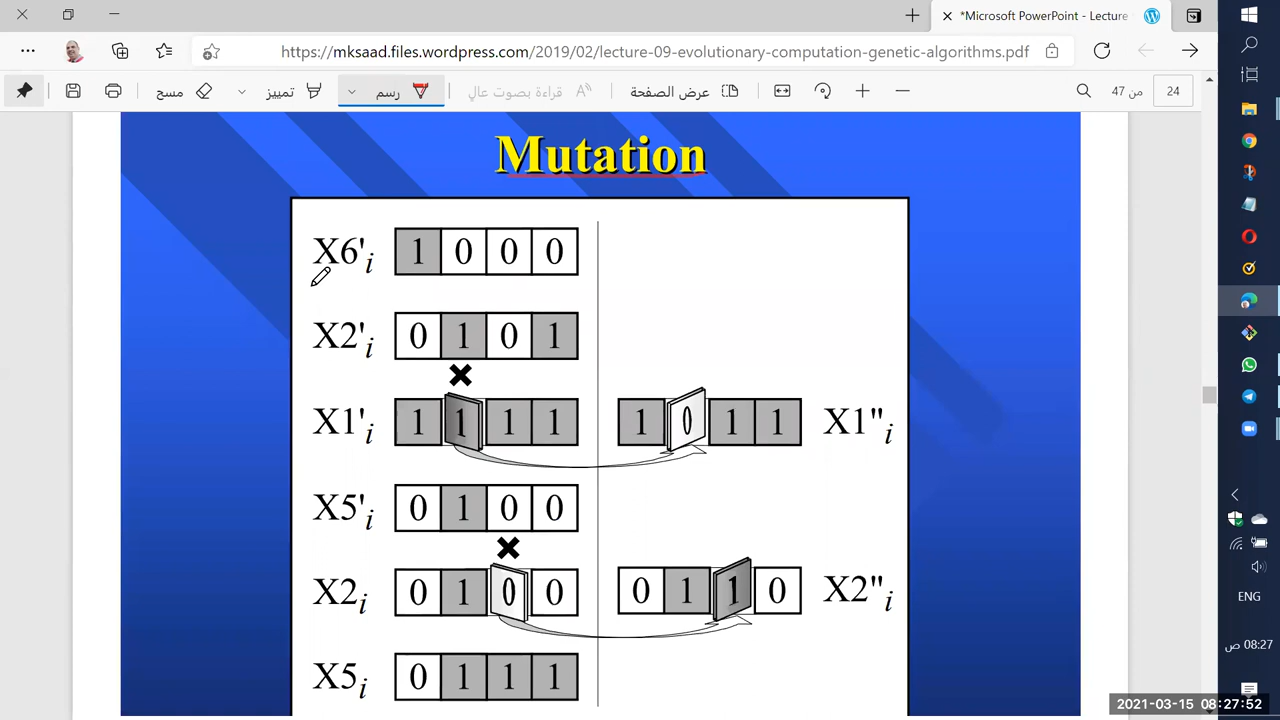 *Microsoft PowerPoint - Lecture
https://mksaad.files.wordpress.com/2019/02/lecture-09-evolutionary-computation-genetic-algorithms.pdf
مسح
تمييز
رسم
قراءة بصوت عالٍ
عرض الصفحة
من 47
24
Mutation
X6'i 1 0 0 0
X2'i 0 1 0 1
X1'i 1 1 1 1 1 0 1 1 X1"i
X5'i 0 1 0 0
X2i 0 1 0 0 0 1 1 0 X2"i
X5i 0 1 1 1
ENG
08:27 ص
2021-03-15 08:27:52